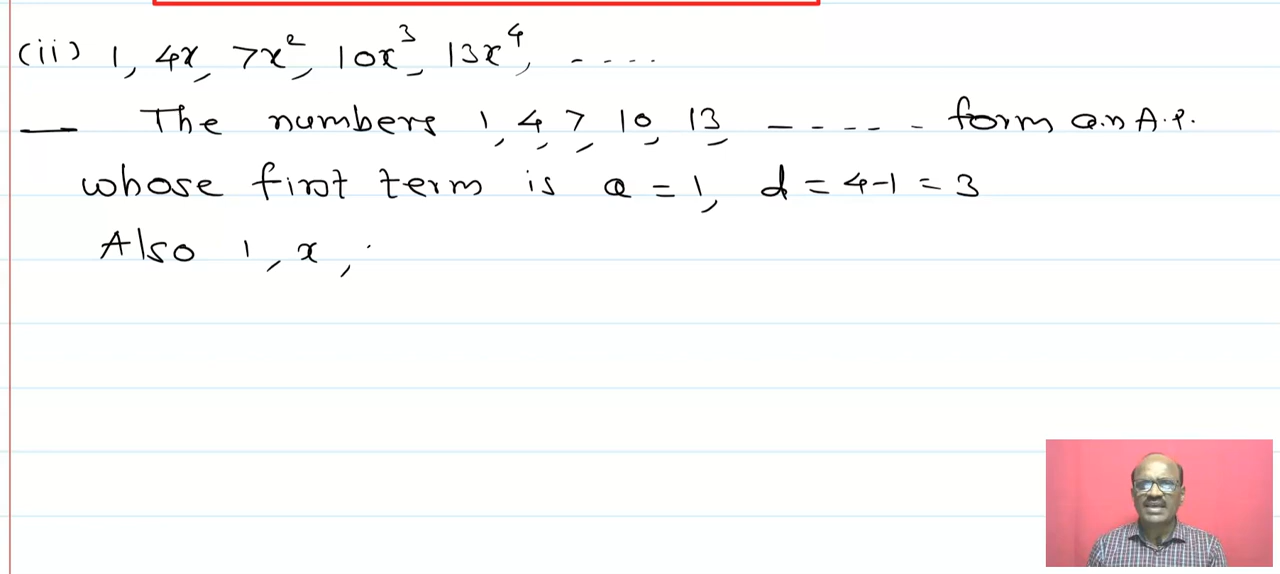 (ii) 1, 4x, 7x², 10x³, 13x⁴, ----
— The numbers 1, 4, 7, 10, 13, ----- form an A.P.
whose first term is a = 1, d = 4-1 = 3
Also 1, x,